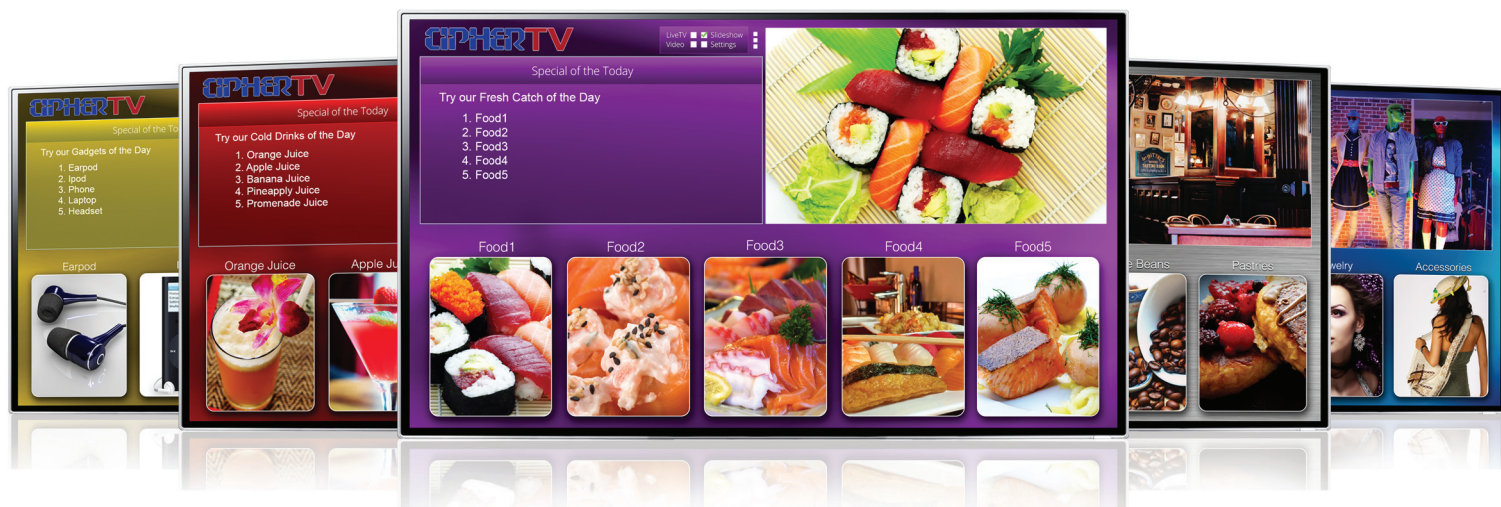 CIPHERTV
Special of the To
Try our Gadgets of the Day
1. Earpod
2. Ipod
3. Phone
4. Laptop
5. Headset
Earpod
CIPHERTV
Special of the Today
Try our Cold Drinks of the Day
1. Orange Juice
2. Apple Juice
3. Banana Juice
4. Pineapply Juice
5. Promenade Juice
Orange Juice
Apple Ju
CIPHERTV
LiveTV Slideshow
Video Settings
Special of the Today
Try our Fresh Catch of the Day
1. Food1
2. Food2
3. Food3
4. Food4
5. Food5
Food1 Food2 Food3 Food4 Food5
e Beans
Pastries
welry
Accessories